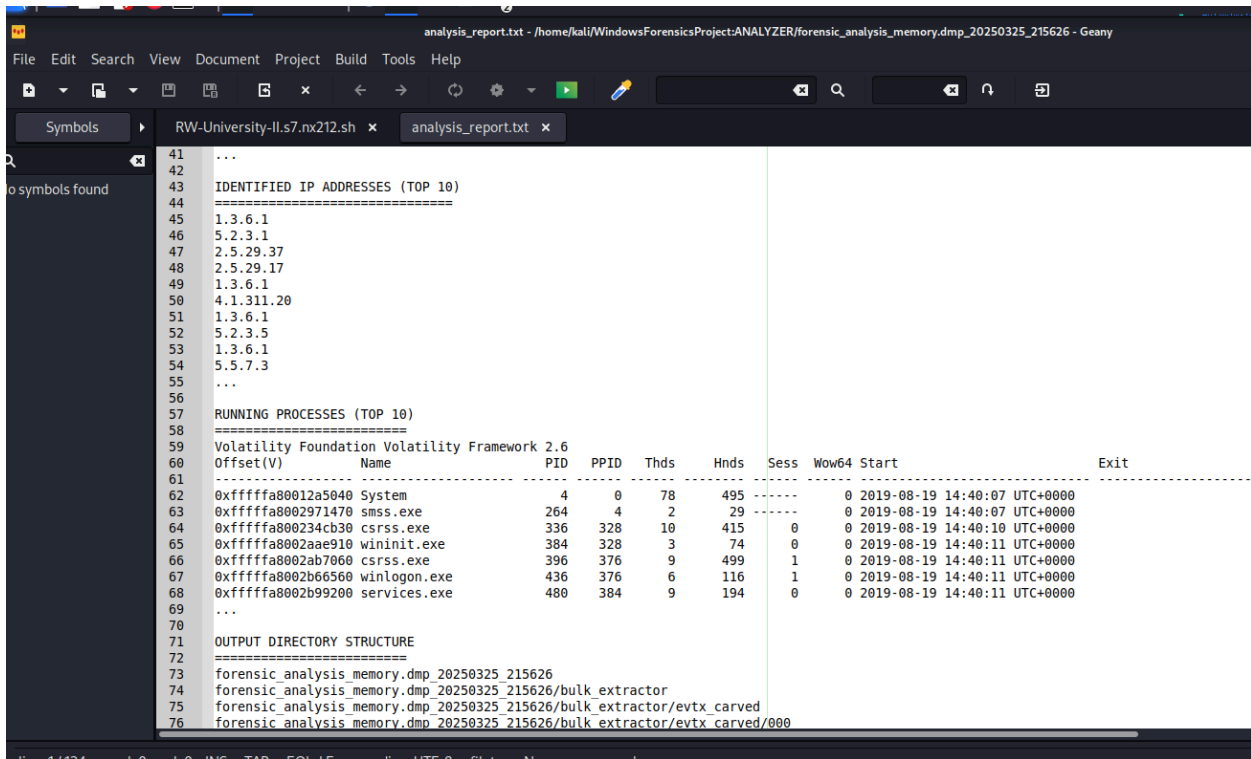 analysis_report.txt - /home/kali/WindowsForensicsProject:ANALYZER/forensic_analysis_memory.dmp_20250325_215626 - Geany
File Edit Search View Document Project Build Tools Help
Symbols RW-University-II.s7.nx212.sh × analysis_report.txt ×
lo symbols found
41 ...
42
43 IDENTIFIED IP ADDRESSES (TOP 10)
44 ================================
45 1.3.6.1
46 5.2.3.1
47 2.5.29.37
48 2.5.29.17
49 1.3.6.1
50 4.1.311.20
51 1.3.6.1
52 5.2.3.5
53 1.3.6.1
54 5.5.7.3
55 ...
56
57 RUNNING PROCESSES (TOP 10)
58 ==========================
59 Volatility Foundation Volatility Framework 2.6
60 Offset(V) Name PID PPID Thds Hnds Sess Wow64 Start Exit
61 ------------------ -------------------- ------ ------ ------ -------- ------ ------ ------------------------------ --------------------
62 0xfffffa80012a5040 System 4 0 78 495 ------ 0 2019-08-19 14:40:07 UTC+0000
63 0xfffffa8002971470 smss.exe 264 4 2 29 ------ 0 2019-08-19 14:40:07 UTC+0000
64 0xfffffa800234cb30 csrss.exe 336 328 10 415 0 0 2019-08-19 14:40:10 UTC+0000
65 0xfffffa8002aae910 wininit.exe 384 328 3 74 0 0 2019-08-19 14:40:11 UTC+0000
66 0xfffffa8002ab7060 csrss.exe 396 376 9 499 1 0 2019-08-19 14:40:11 UTC+0000
67 0xfffffa8002b66560 winlogon.exe 436 376 6 116 1 0 2019-08-19 14:40:11 UTC+0000
68 0xfffffa8002b99200 services.exe 480 384 9 194 0 0 2019-08-19 14:40:11 UTC+0000
69 ...
70
71 OUTPUT DIRECTORY STRUCTURE
72 ==========================
73 forensic_analysis_memory.dmp_20250325_215626
74 forensic_analysis_memory.dmp_20250325_215626/bulk_extractor
75 forensic_analysis_memory.dmp_20250325_215626/bulk_extractor/evtx_carved
76 forensic_analysis_memory.dmp_20250325_215626/bulk_extractor/evtx_carved/000